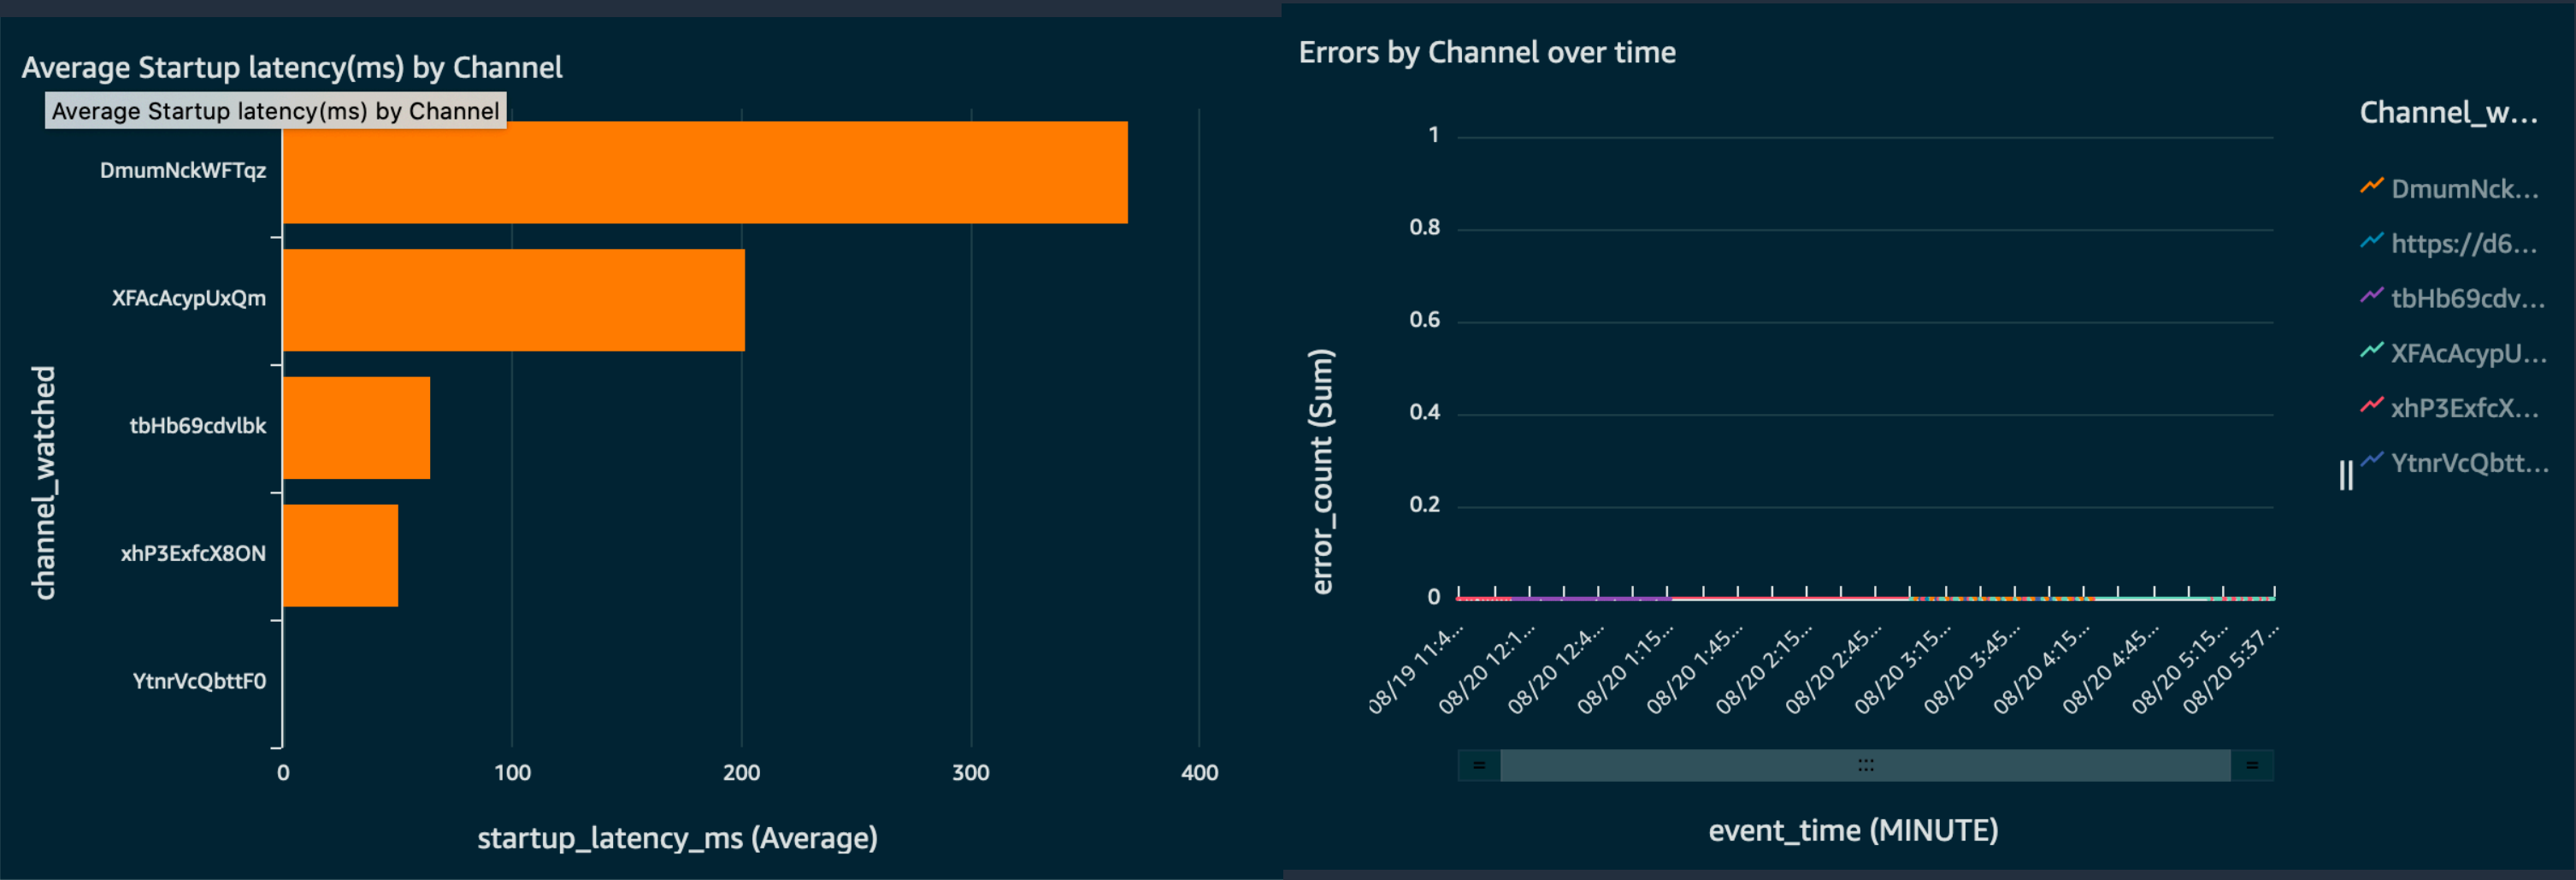 Average Startup latency(ms) by Channel
Average Startup latency(ms) by Channel
channel_watched
DmumNckWFTqz
XFAcAcypUxQm
tbHb69cdvlbk
xhP3ExfcX8ON
YtnrVcQbttF0
0 100 200 300 400
startup_latency_ms (Average)
Errors by Channel over time
error_count (Sum)
1
0.8
0.6
0.4
0.2
0
08/19 11:4...
08/20 12:1...
08/20 12:4...
08/20 1:15...
08/20 1:45...
08/20 2:15...
08/20 2:45...
08/20 3:15...
08/20 3:45...
08/20 4:15...
08/20 4:45...
08/20 5:15...
08/20 5:37...
event_time (MINUTE)
Channel_w...
DmumNck...
https://d6...
tbHb69cdv...
XFAcAcypU...
xhP3ExfcX...
YtnrVcQbtt...